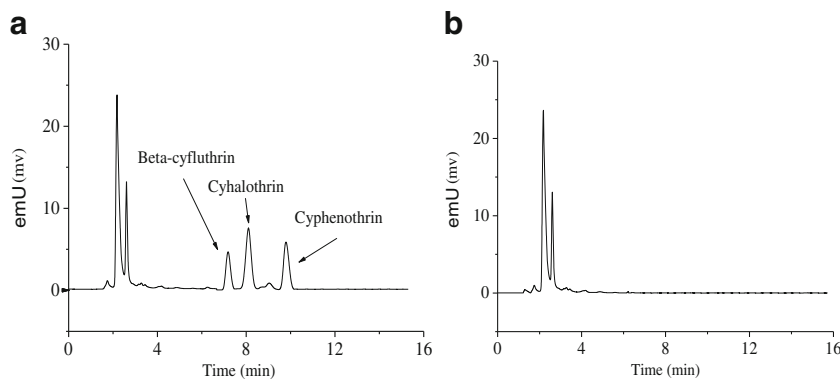 a
30
20
10
0
emU (mv)
Beta-cyfluthrin
Cyhalothrin
Cyphenothrin
0 4 8 12 16
Time (min)
b
30
20
10
0
emU (mv)
0 4 8 12 16
Time (min)